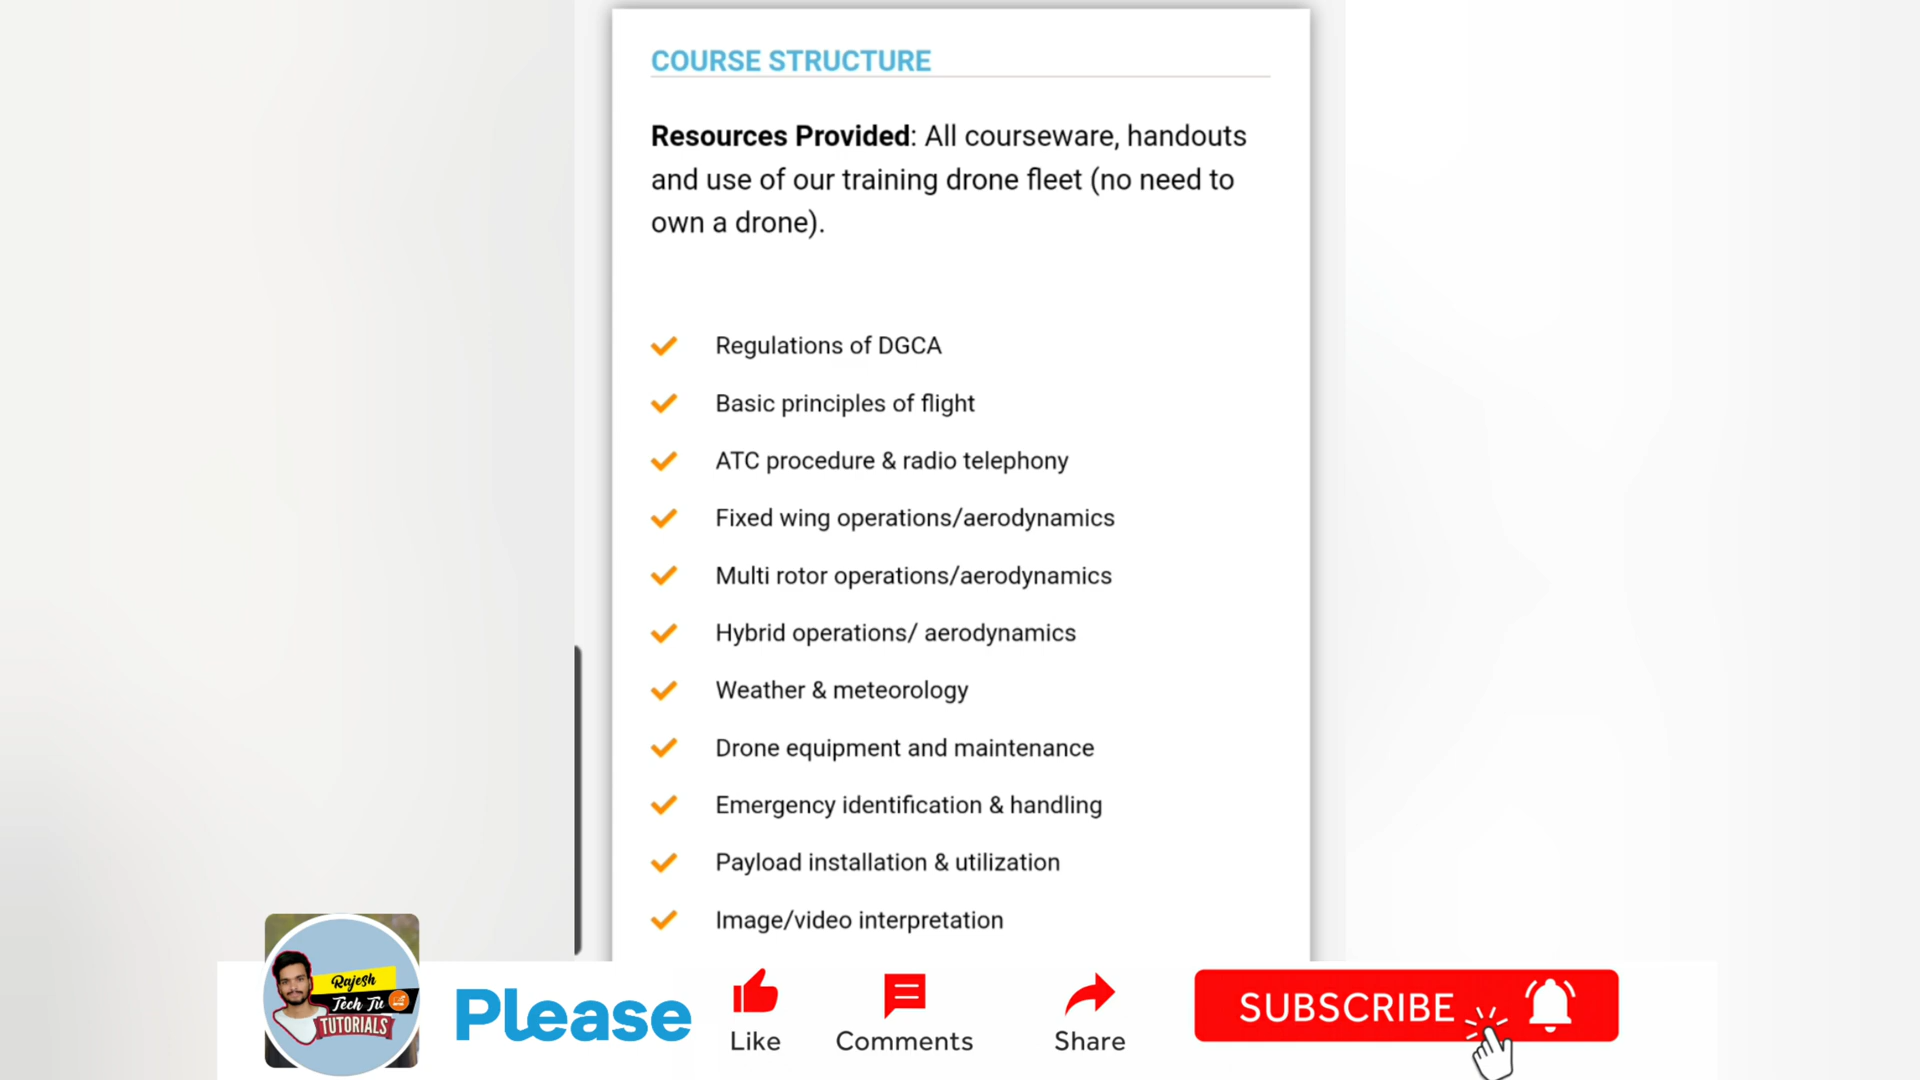 COURSE STRUCTURE
Resources Provided: All courseware, handouts
and use of our training drone fleet (no need to
own a drone).
Regulations of DGCA
Basic principles of flight
ATC procedure & radio telephony
Fixed wing operations/aerodynamics
Multi rotor operations/aerodynamics
Hybrid operations/ aerodynamics
Weather & meteorology
Drone equipment and maintenance
Emergency identification & handling
Payload installation & utilization
Image/video interpretation
Rajesh
Tech Tu
TUTORIALS
Please
Like
Comments
Share
SUBSCRIBE